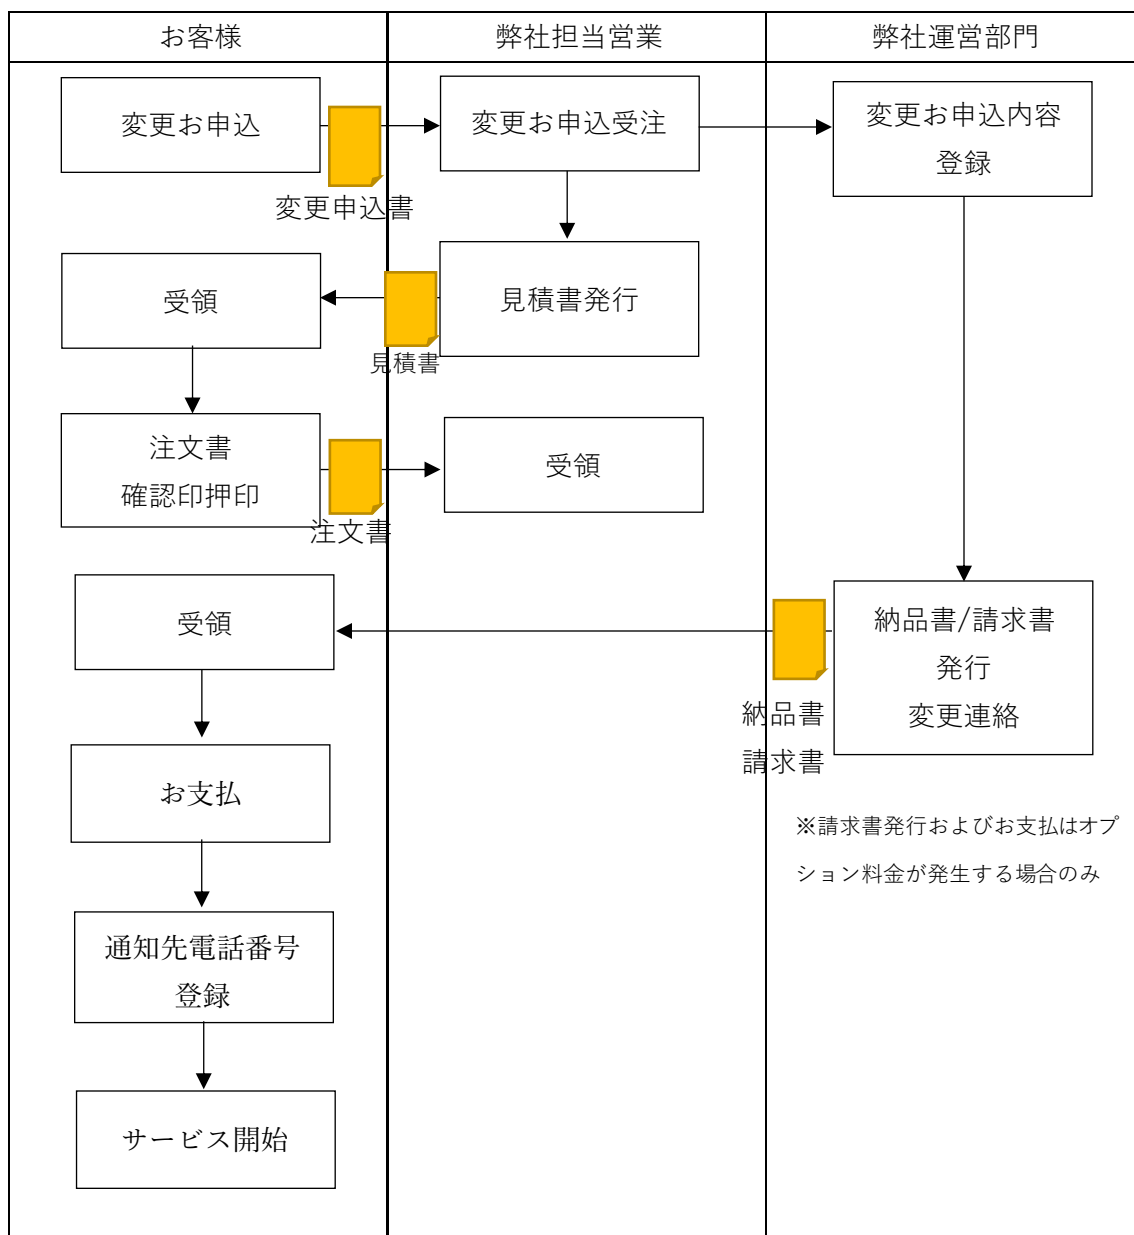 お客様
弊社担当営業
弊社運営部門
変更お申込
変更お申込受注
変更お申込内容
登録
変更申込書
受領
見積書発行
見積書
注文書
確認印押印
受領
注文書
受領
納品書/請求書
発行
変更連絡
納品書
請求書
お支払
※請求書発行およびお支払はオプ
ション料金が発生する場合のみ
通知先電話番号
登録
サービス開始